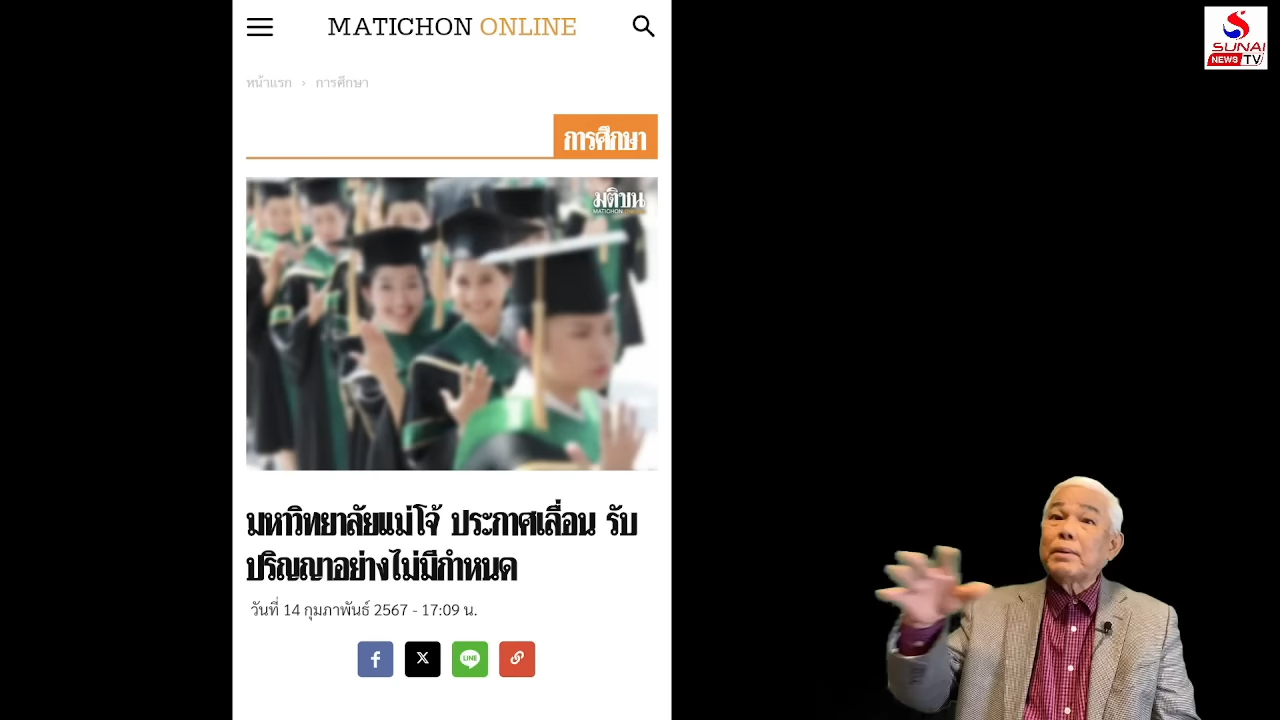 MATICHON ONLINE
SUNAI
NEWS TV
หน้าแรก › การศึกษา
การศึกษา
มติชน
MATICHON ONLINE
มหาวิทยาลัยแม่โจ้ ประกาศเลื่อน รับ
ปริญญาอย่างไม่มีกำหนด
วันที่ 14 กุมภาพันธ์ 2567 - 17:09 น.
LINE